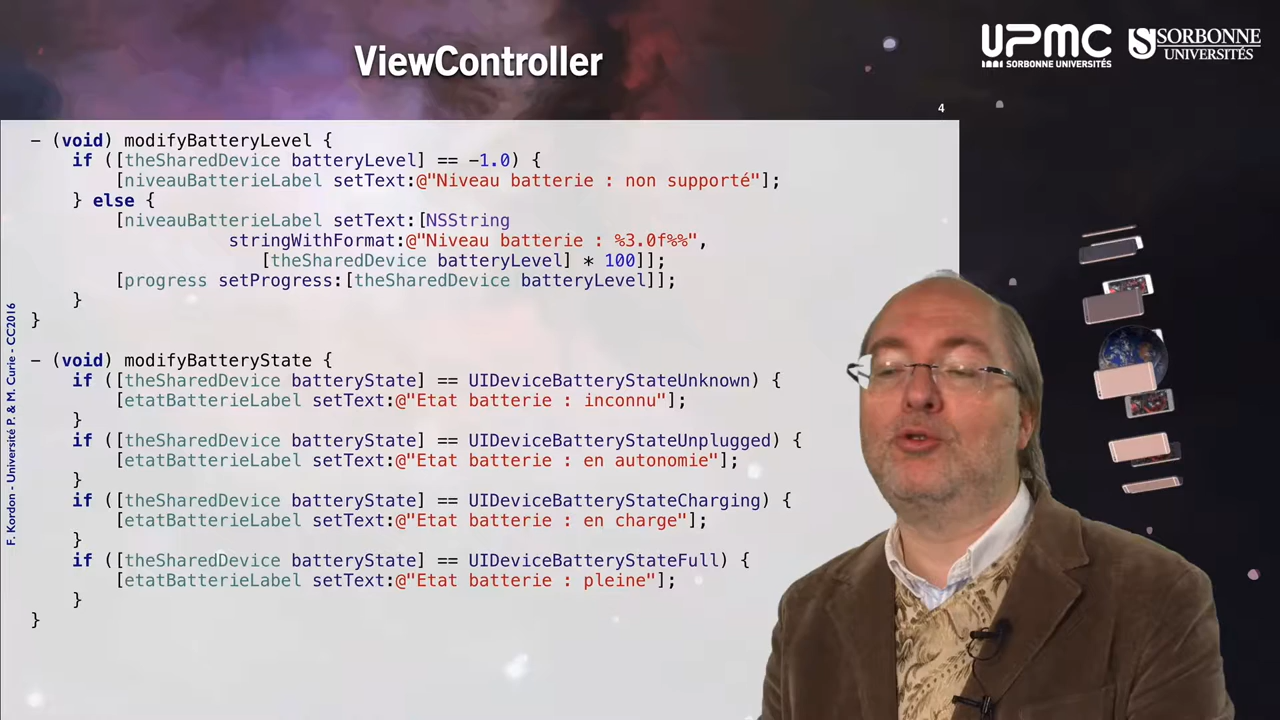 ViewController
UPMC
SORBONNE UNIVERSITÉS
SORBONNE
UNIVERSITÉS
4
– (void) modifyBatteryLevel {
if ([theSharedDevice batteryLevel] == -1.0) {
[niveauBatterieLabel setText:@"Niveau batterie : non supporté"];
} else {
[niveauBatterieLabel setText:[NSString
stringWithFormat:@"Niveau batterie : %3.0f%%",
[theSharedDevice batteryLevel] * 100]];
[progress setProgress:[theSharedDevice batteryLevel]];
}
}
– (void) modifyBatteryState {
if ([theSharedDevice batteryState] == UIDeviceBatteryStateUnknown) {
[etatBatterieLabel setText:@"Etat batterie : inconnu"];
}
if ([theSharedDevice batteryState] == UIDeviceBatteryStateUnplugged) {
[etatBatterieLabel setText:@"Etat batterie : en autonomie"];
}
if ([theSharedDevice batteryState] == UIDeviceBatteryStateCharging) {
[etatBatterieLabel setText:@"Etat batterie : en charge"];
}
if ([theSharedDevice batteryState] == UIDeviceBatteryStateFull) {
[etatBatterieLabel setText:@"Etat batterie : pleine"];
}
}
F. Kordon - Université P. & M. Curie - CC2016